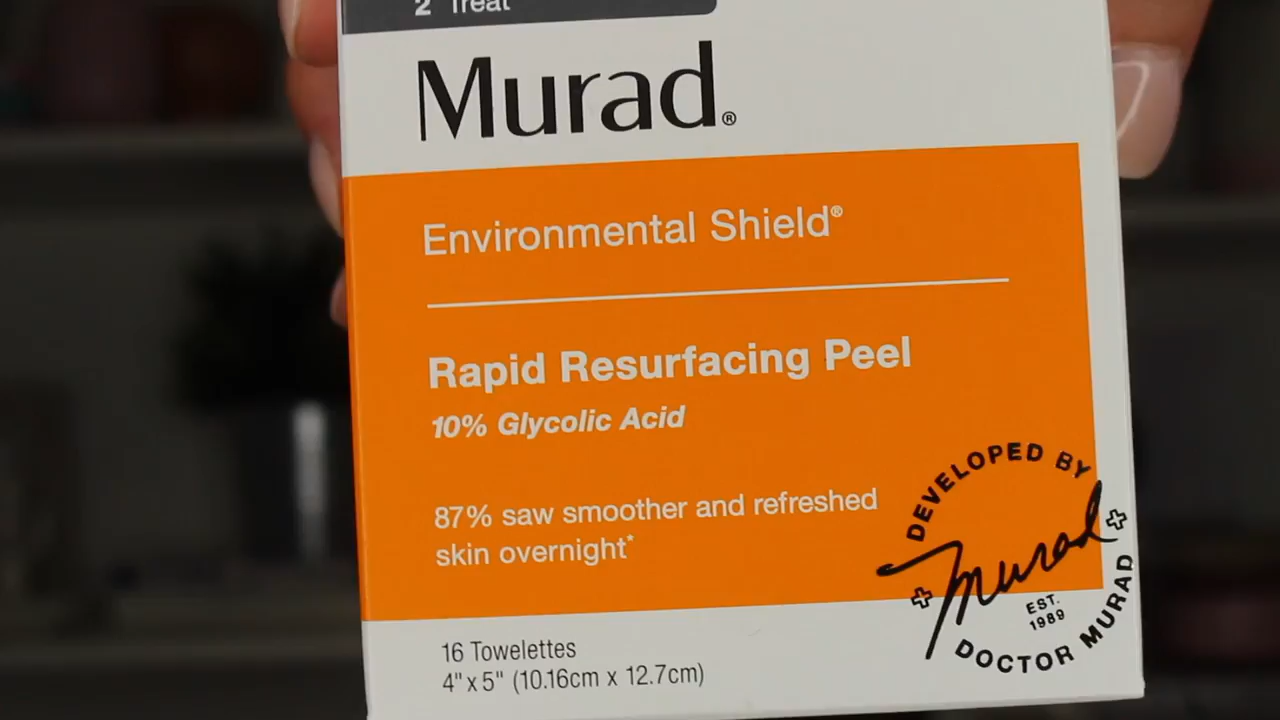 2 Treat
Murad®
Environmental Shield®
Rapid Resurfacing Peel
10% Glycolic Acid
87% saw smoother and refreshed
skin overnight*
DEVELOPED BY
Murad
EST.
1989
DOCTOR MURAD
16 Towelettes
4" x 5" (10.16cm x 12.7cm)